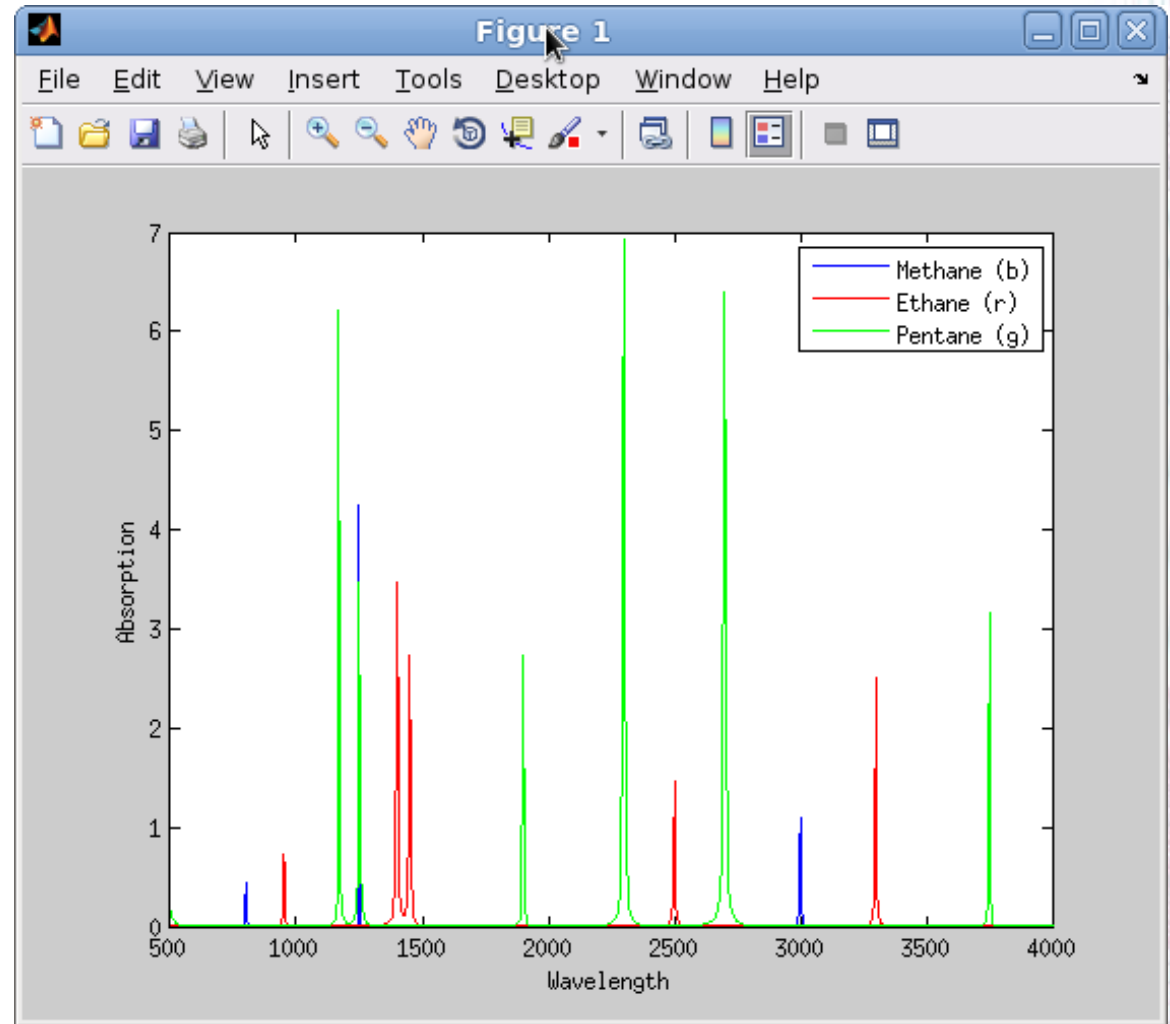 Figure 1
File Edit View Insert Tools Desktop Window Help
7
6
5
4
3
2
1
0
Absorption
Methane (b)
Ethane (r)
Pentane (g)
500 1000 1500 2000 2500 3000 3500 4000
Wavelength